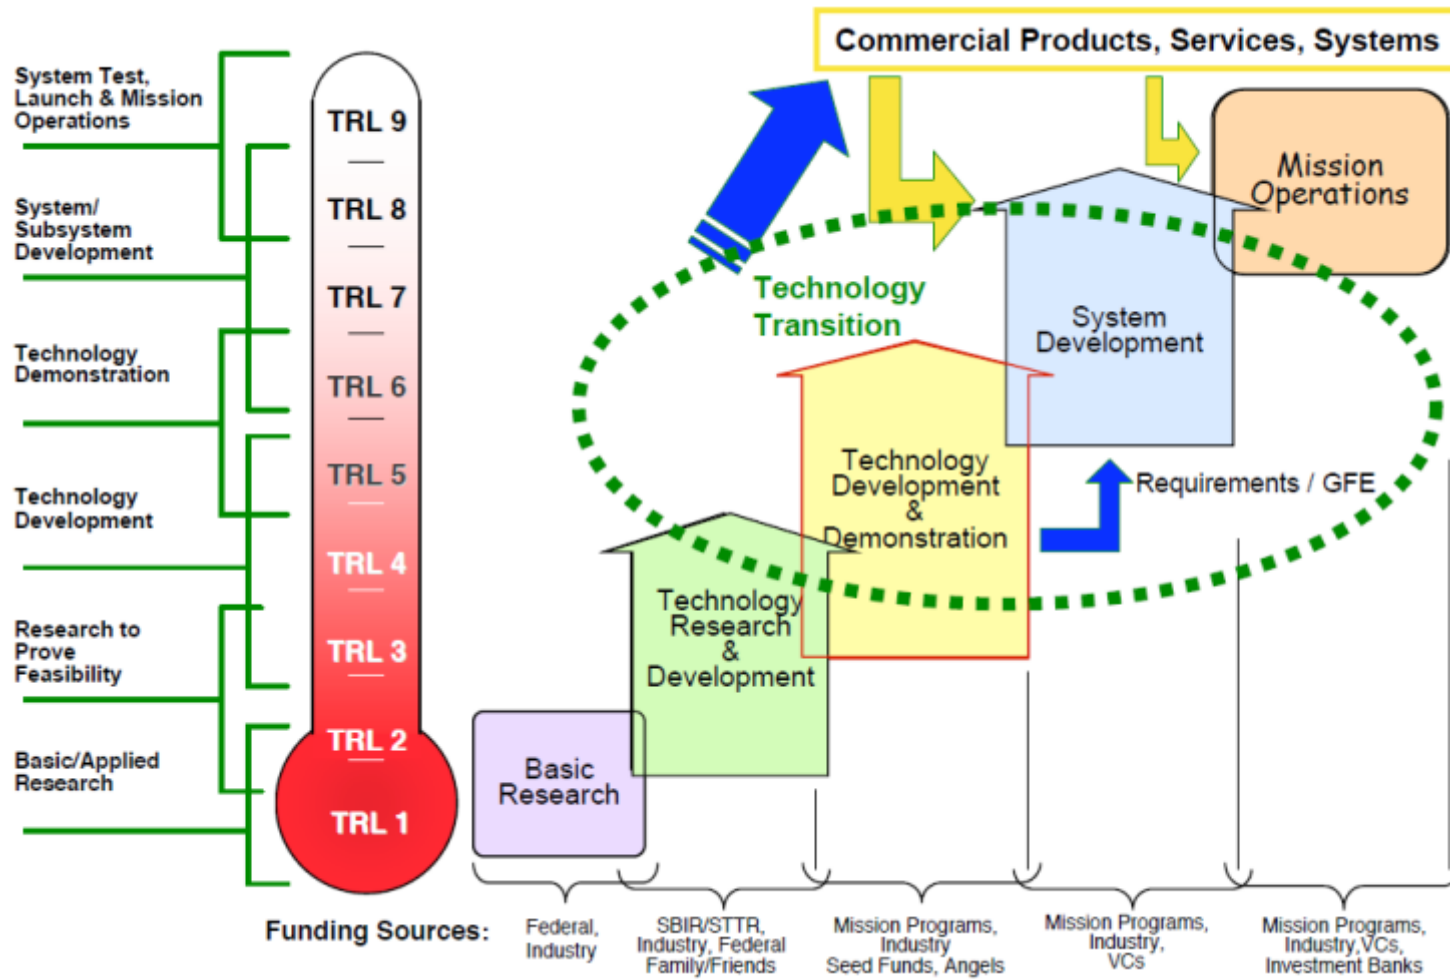 Commercial Products, Services, Systems
System Test,
Launch & Mission
Operations
System/
Subsystem
Development
Technology
Demonstration
Technology
Development
Research to
Prove
Feasibility
Basic/Applied
Research
TRL 9
TRL 8
TRL 7
TRL 6
TRL 5
TRL 4
TRL 3
TRL 2
TRL 1
Mission
Operations
Technology
Transition
System
Development
Technology
Development
&
Demonstration
Requirements / GFE
Technology
Research
&
Development
Basic
Research
Funding Sources:
Federal,
Industry
SBIR/STTR,
Industry, Federal
Family/Friends
Mission Programs,
Industry
Seed Funds, Angels
Mission Programs,
Industry,
VCs
Mission Programs,
Industry,VCs,
Investment Banks